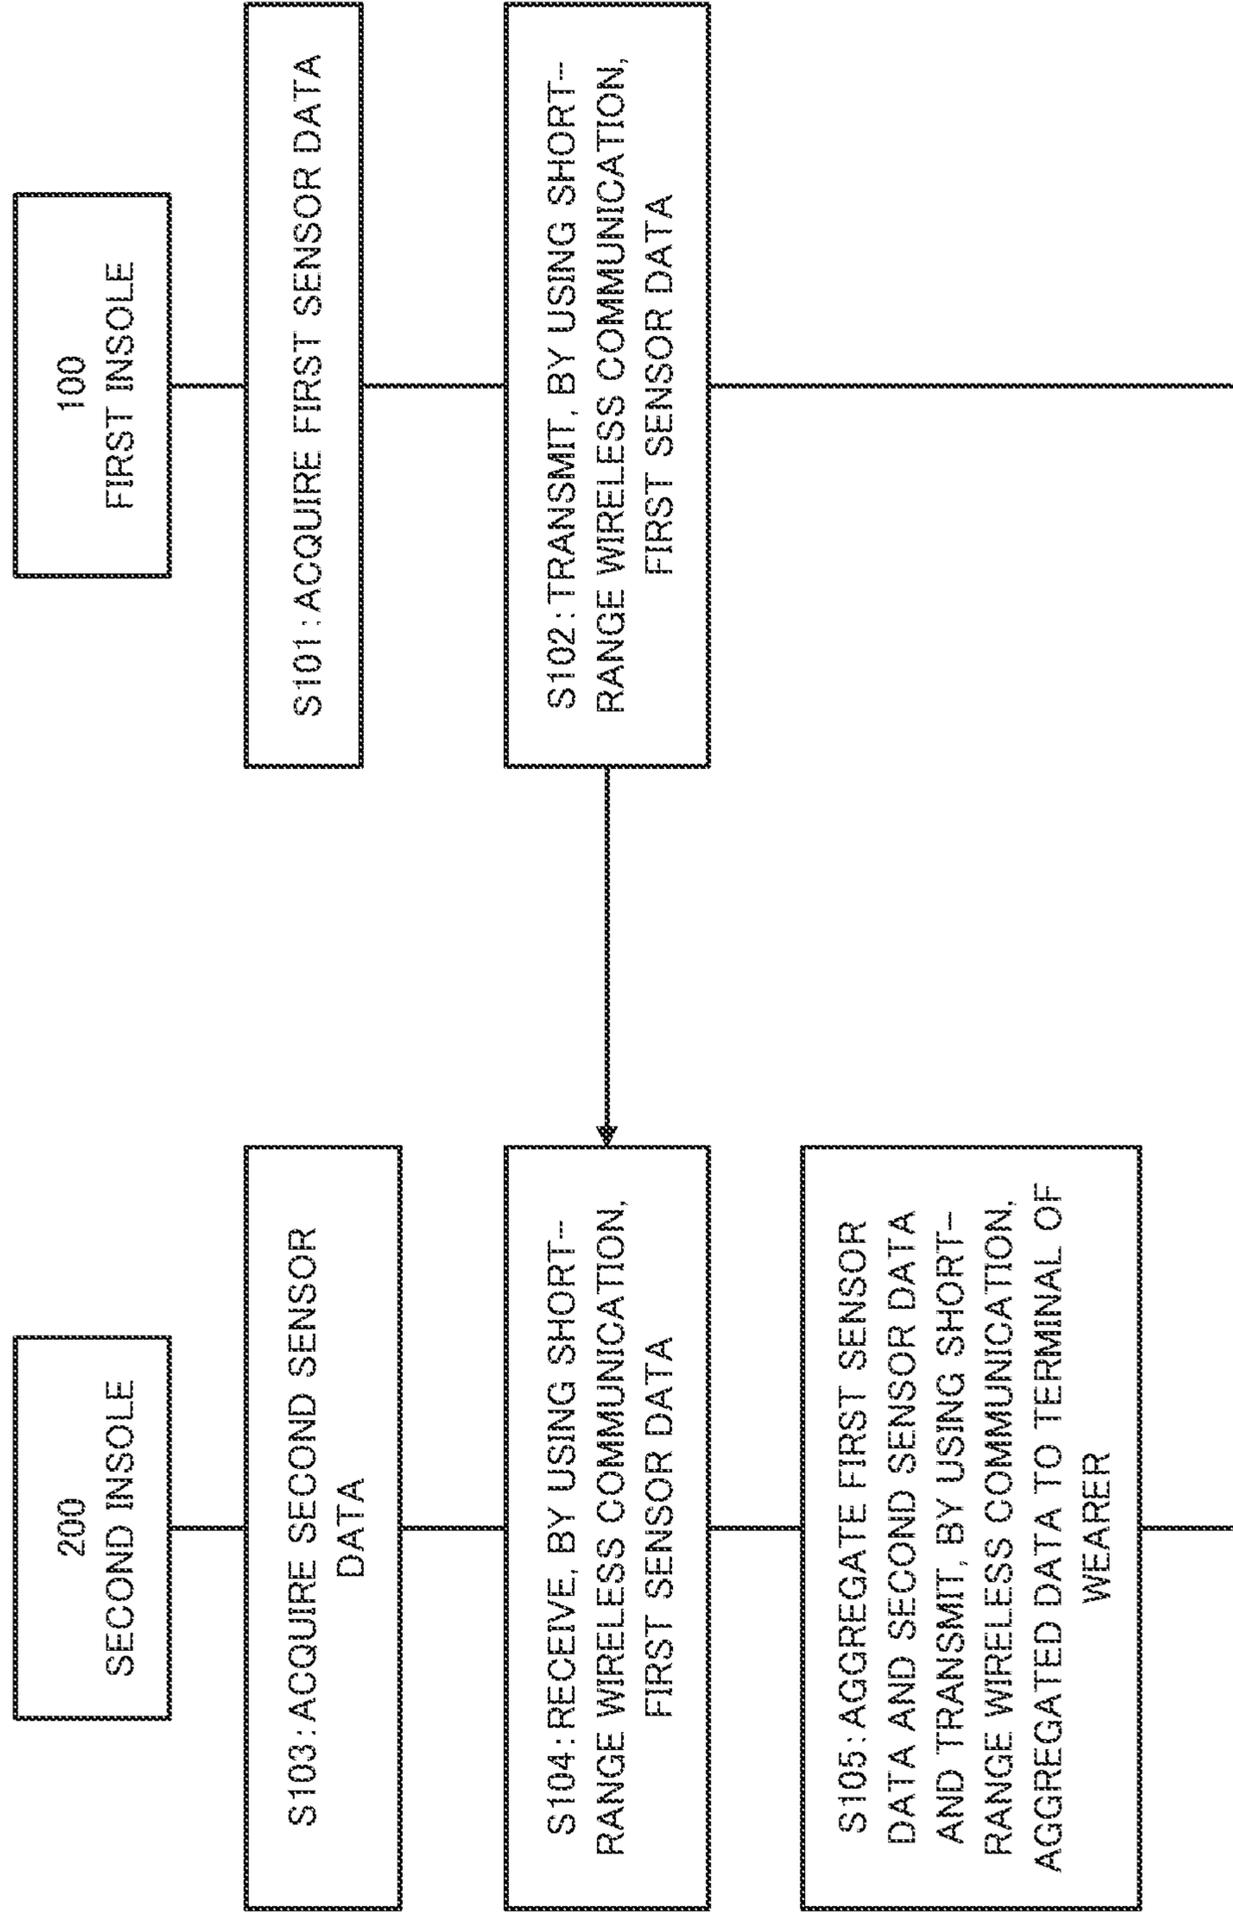 200
SECOND INSOLE
S103:ACQUIRE SECOND SENSOR
DATA
S104:RECEIVE, BY USING SHORT-
RANGE WIRELESS COMMUNICATION,
FIRST SENSOR DATA
S105:AGGREGATE FIRST SENSOR
DATA AND SECOND SENSOR DATA
AND TRANSMIT, BY USING SHORT-
RANGE WIRELESS COMMUNICATION,
AGGREGATED DATA TO TERMINAL OF
WEARER
100
FIRST INSOLE
S101:ACQUIRE FIRST SENSOR DATA
S102:TRANSMIT, BY USING SHORT-
RANGE WIRELESS COMMUNICATION,
FIRST SENSOR DATA